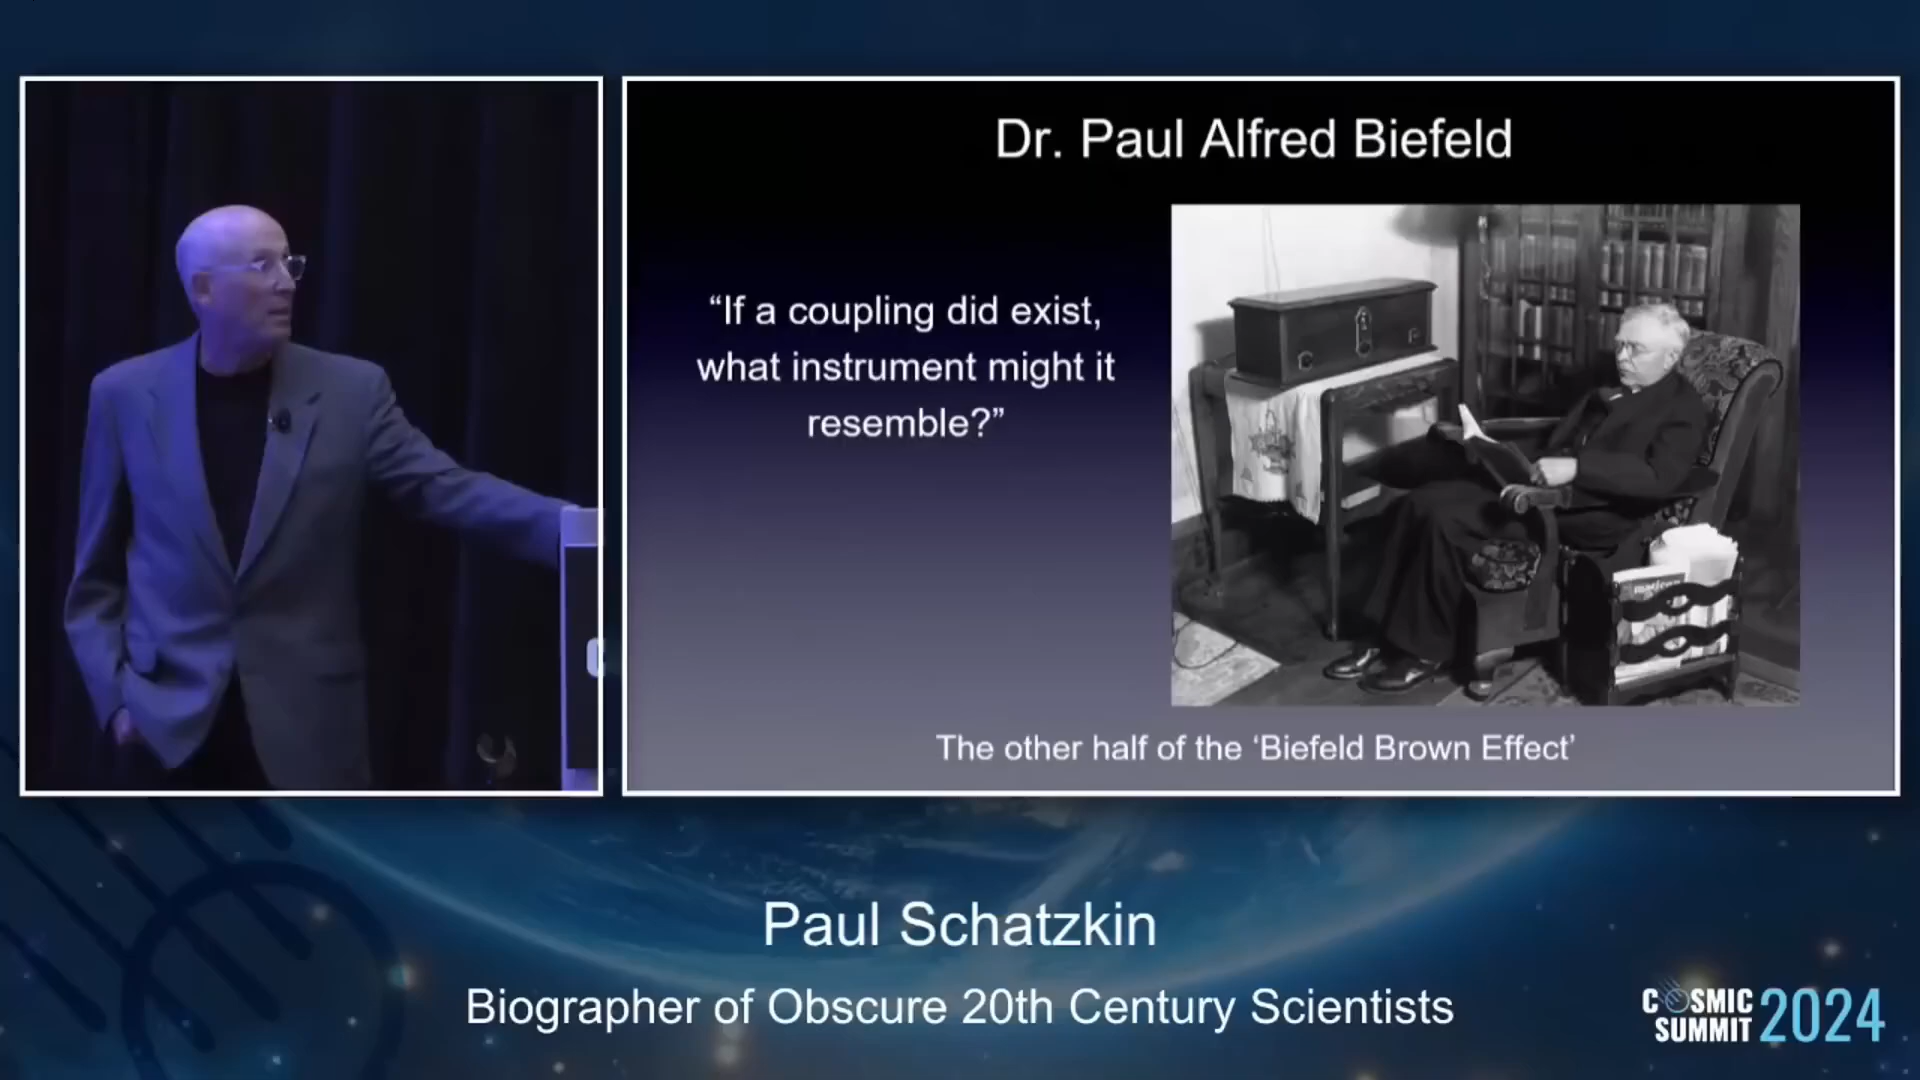 Dr. Paul Alfred Biefeld
“If a coupling did exist,
what instrument might it
resemble?”
The other half of the ‘Biefeld Brown Effect’
Paul Schatzkin
Biographer of Obscure 20th Century Scientists
COSMIC
SUMMIT 2024